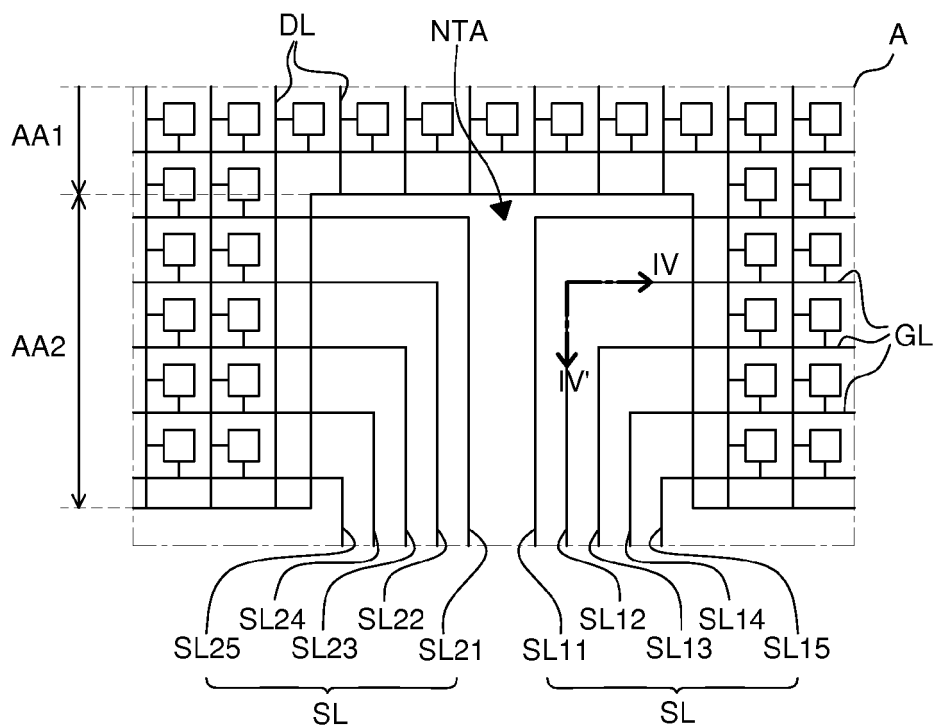 DL
NTA
A
AA1
IV
AA2
GL
IV'
SL24
SL22
SL12
SL14
SL25
SL23
SL21
SL11
SL13
SL15
SL
SL